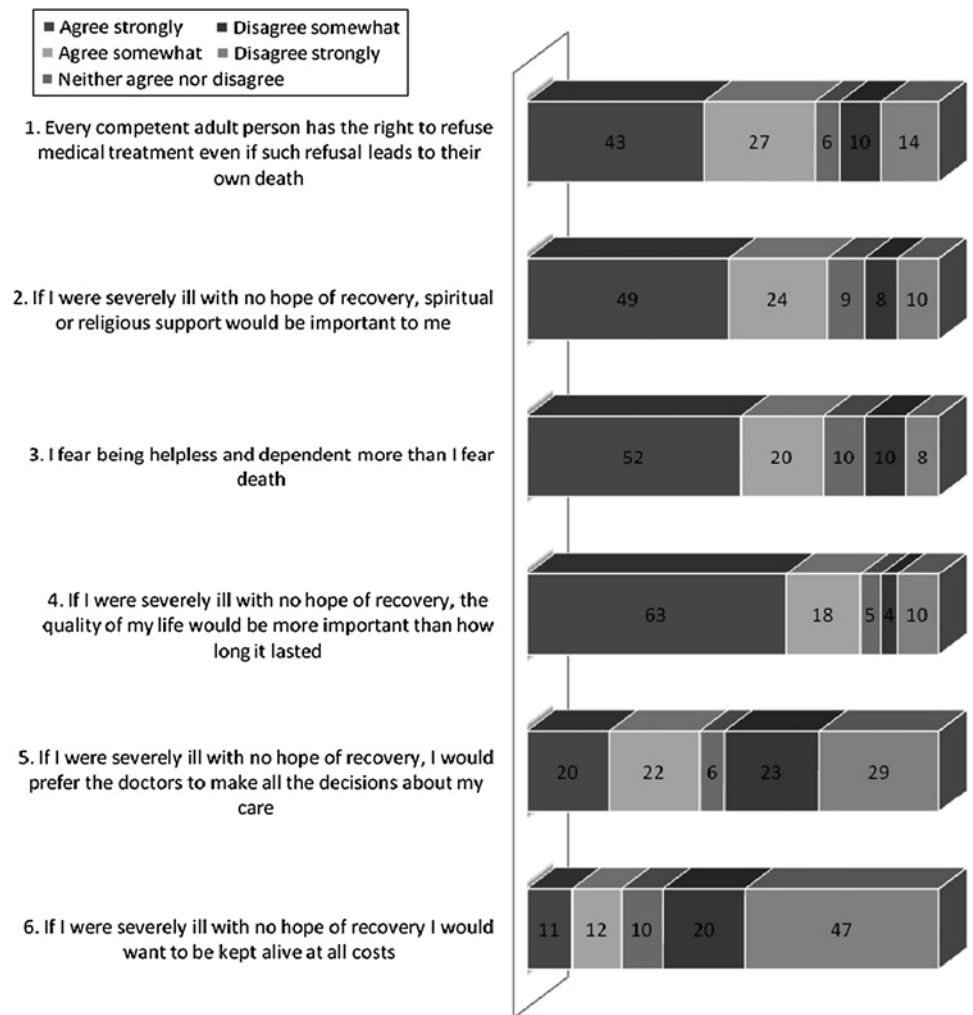 Agree strongly Disagree somewhat
Agree somewhat Disagree strongly
Neither agree nor disagree
1. Every competent adult person has the right to refuse
medical treatment even if such refusal leads to their
own death
43 27 6 10 14
2. If I were severely ill with no hope of recovery, spiritual
or religious support would be important to me
49 24 9 8 10
3. I fear being helpless and dependent more than I fear
death
52 20 10 10 8
4. If I were severely ill with no hope of recovery, the
quality of my life would be more important than how
long it lasted
63 18 5 4 10
5. If I were severely ill with no hope of recovery, I would
prefer the doctors to make all the decisions about my
care
20 22 6 23 29
6. If I were severely ill with no hope of recovery I would
want to be kept alive at all costs
11 12 10 20 47